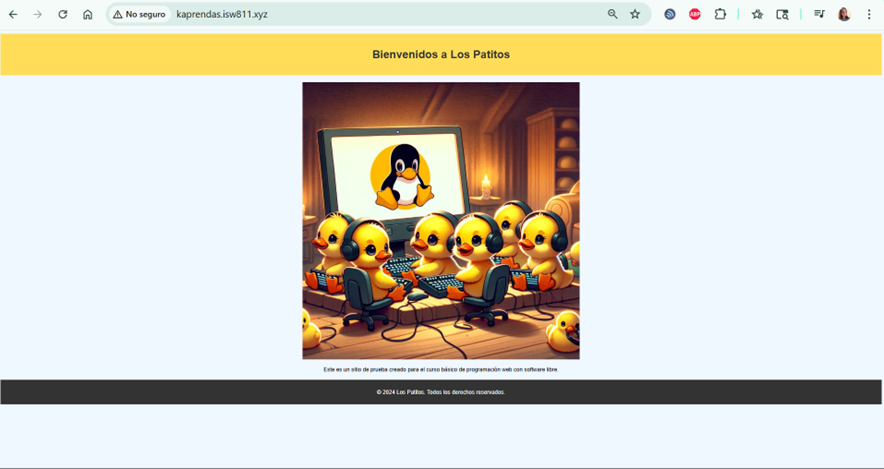 No seguro
kaprendas.isw811.xyz
ABP
Bienvenidos a Los Patitos
Este es un sitio de prueba creado para el curso básico de programación web con software libre.
© 2024 Los Patitos. Todos los derechos reservados.